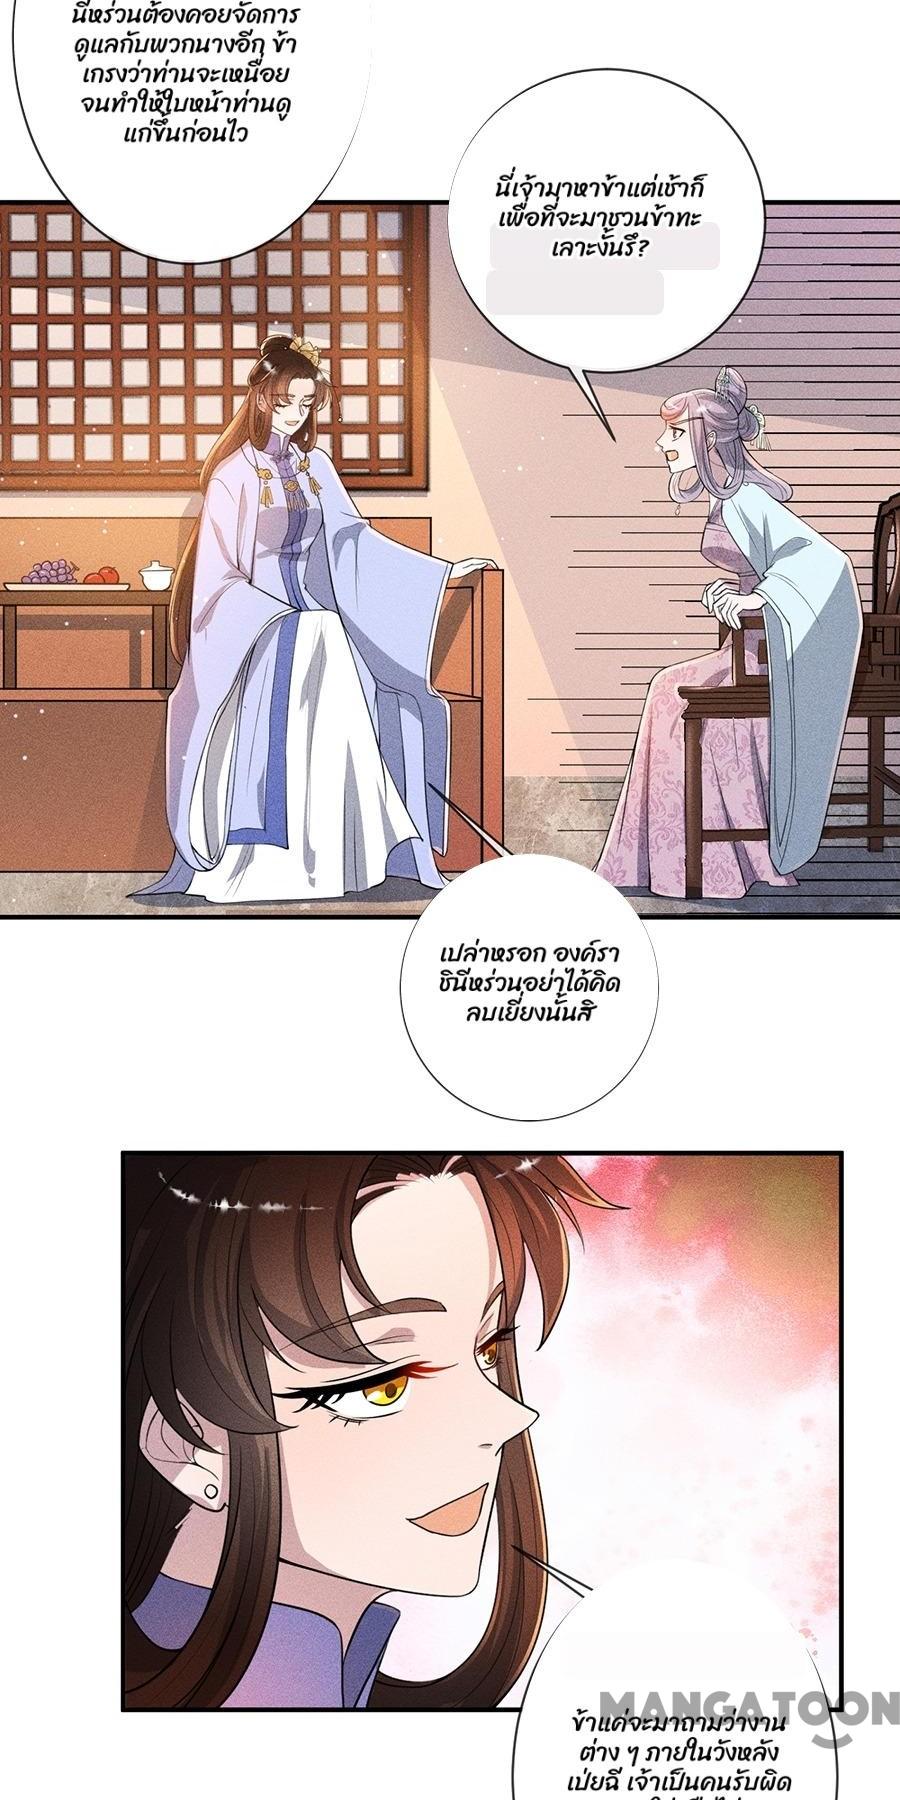 นีหร่วนต้องคอยจัดการ
ดูแลกับพวกนางอีก ข้า
เกรงว่าท่านจะเหนื่อย
จนทำให้ใบหน้าท่านดู
แก่ขึ้นก่อนไว
นี่เจ้ามาหาข้าแต่เช้าก็
เพื่อที่จะมาชวนข้าทะ
เลาะงั้นรึ?
เปล่าหรอก องค์รา
ชินีหร่วนอย่าได้คิด
ลบเยี่ยงนั้นสิ
MANGATOON
ข้าแค่จะมาถามว่างาน
ต่าง ๆ ภายในวังหลัง
เป่ยฉี เจ้าเป็นคนรับผิด